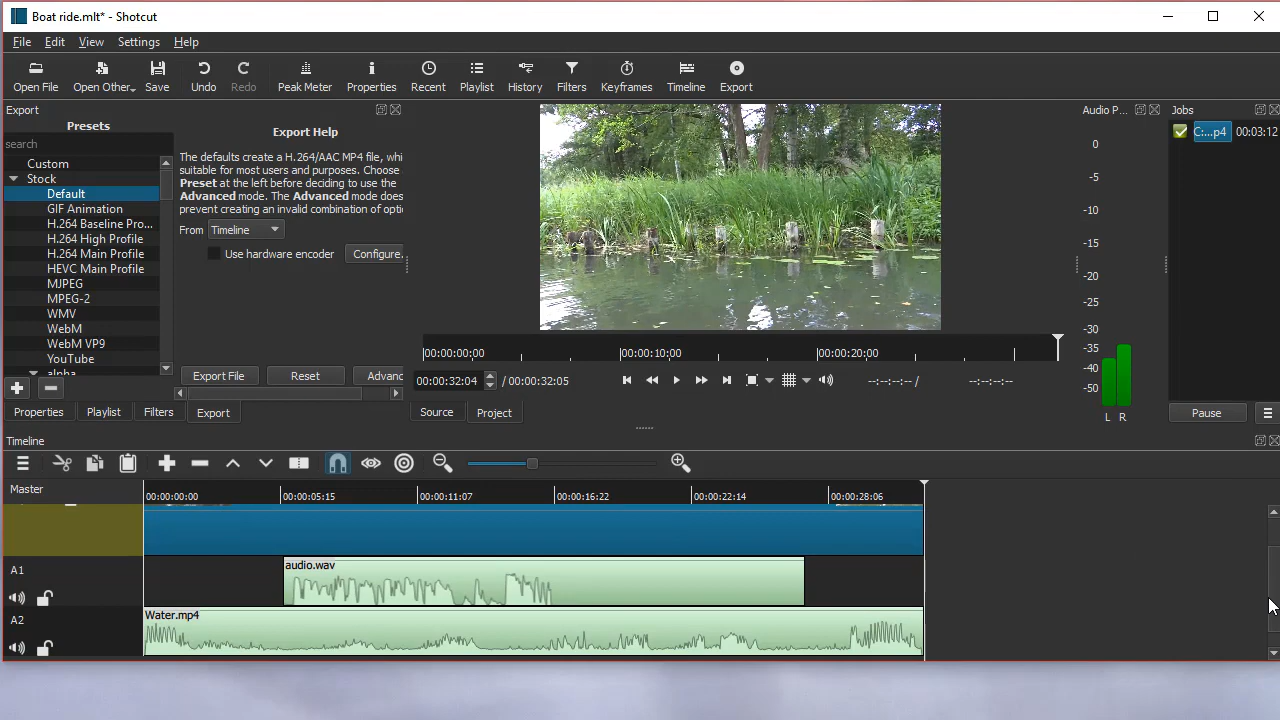 Boat ride.mlt* - Shotcut
File Edit View Settings Help
Open File Open Other.. Save Undo Redo Peak Meter Properties Recent Playlist History Filters Keyframes Timeline Export
Export
Presets
search
Custom
Stock
Default
GIF Animation
H.264 Baseline Pro...
H.264 High Profile
H.264 Main Profile
HEVC Main Profile
MJPEG
MPEG-2
WMV
WebM
WebM VP9
YouTube
alpha
Export Help
The defaults create a H.264/AAC MP4 file, whi
suitable for most users and purposes. Choose
Preset at the left before deciding to use the
Advanced mode. The Advanced mode does
prevent creating an invalid combination of optic
From Timeline
Use hardware encoder Configure.
Export File Reset Advanc
Properties Playlist Filters Export
00:00:00;00 00:00:10;00 00:00:20;00
00:00:32:04 / 00:00:32:05 --:--:--:-- / --:--:--:--
Source Project
Audio P...
0
-5
-10
-15
-20
-25
-30
-35
-40
-50
L R
Jobs
C:...p4 00:03:12
Pause
Timeline
Master
00:00:00:00 00:00:05:15 00:00:11:07 00:00:16:22 00:00:22:14 00:00:28:06
A1
audio.wav
A2
Water.mp4